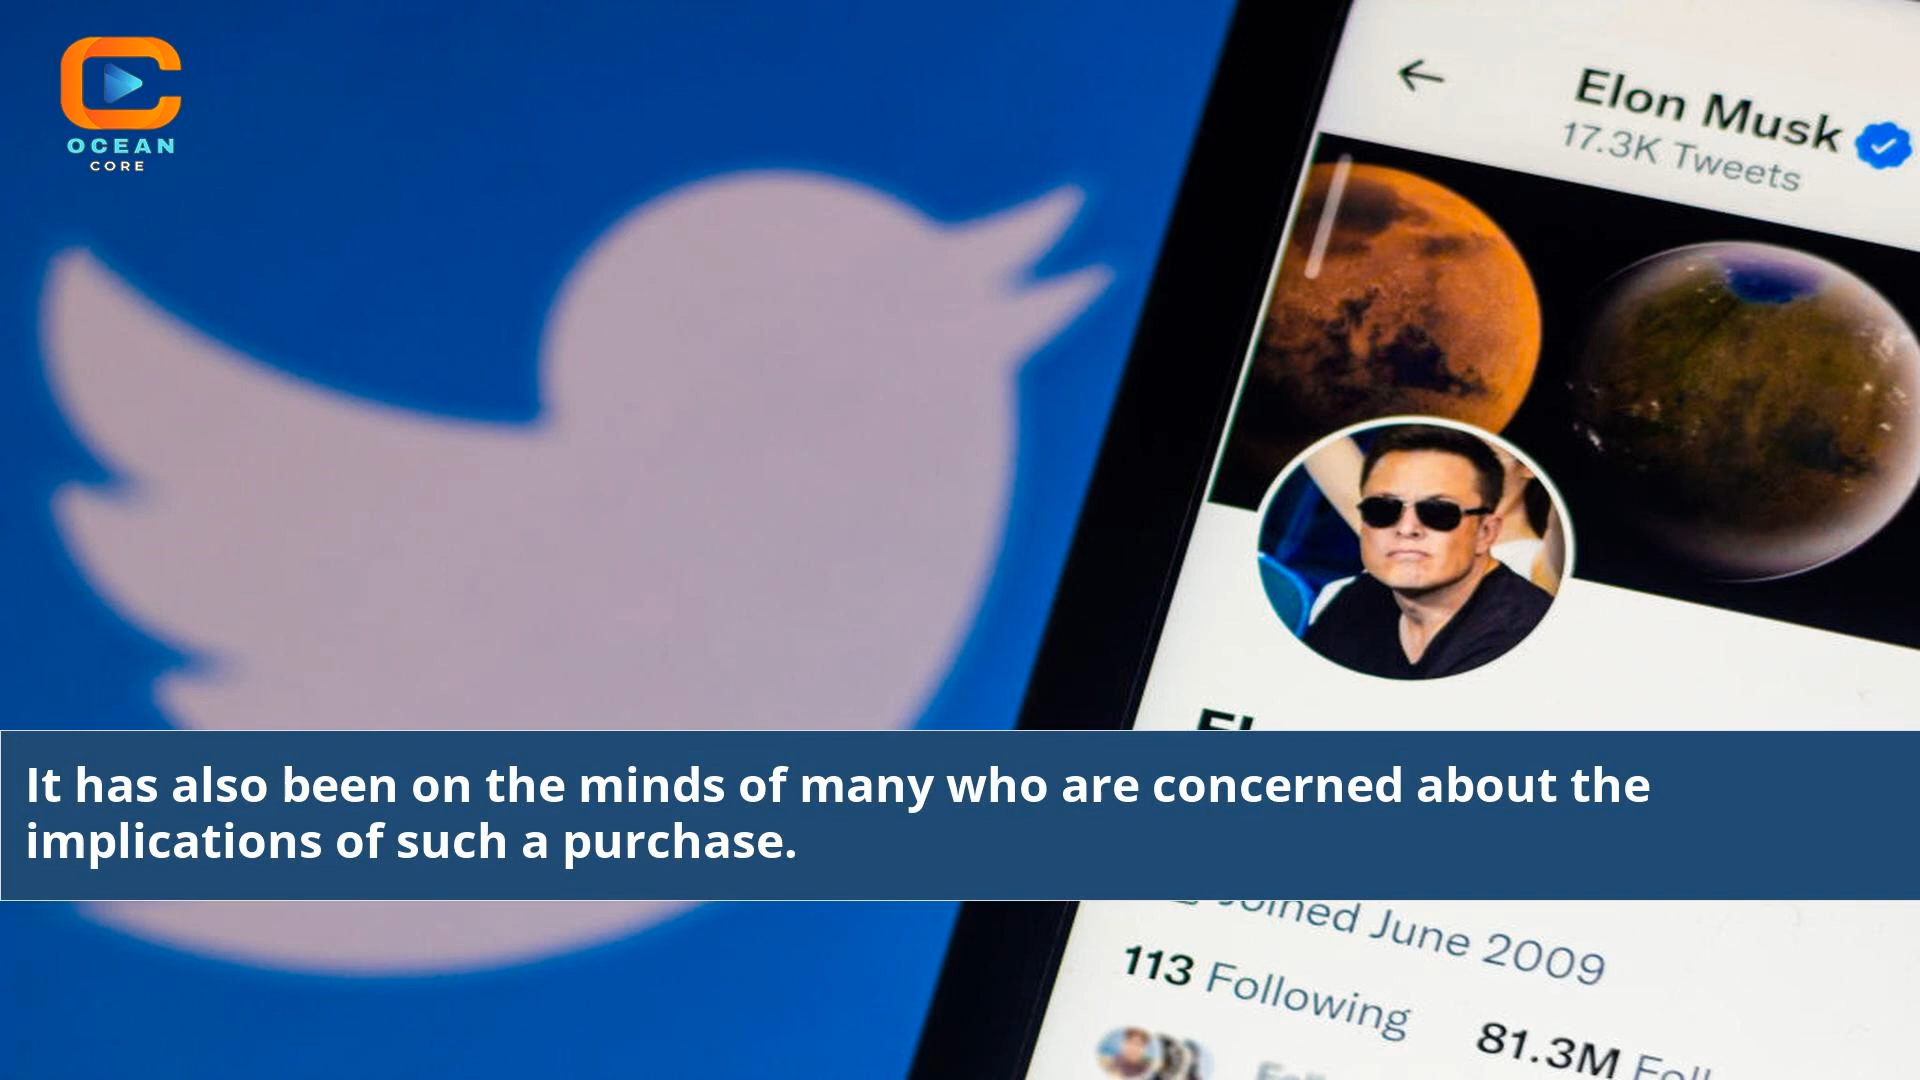 OCEAN
CORE
Elon Musk
17.3K Tweets
It has also been on the minds of many who are concerned about the
implications of such a purchase.
Joined June 2009
113 Following
81.3M